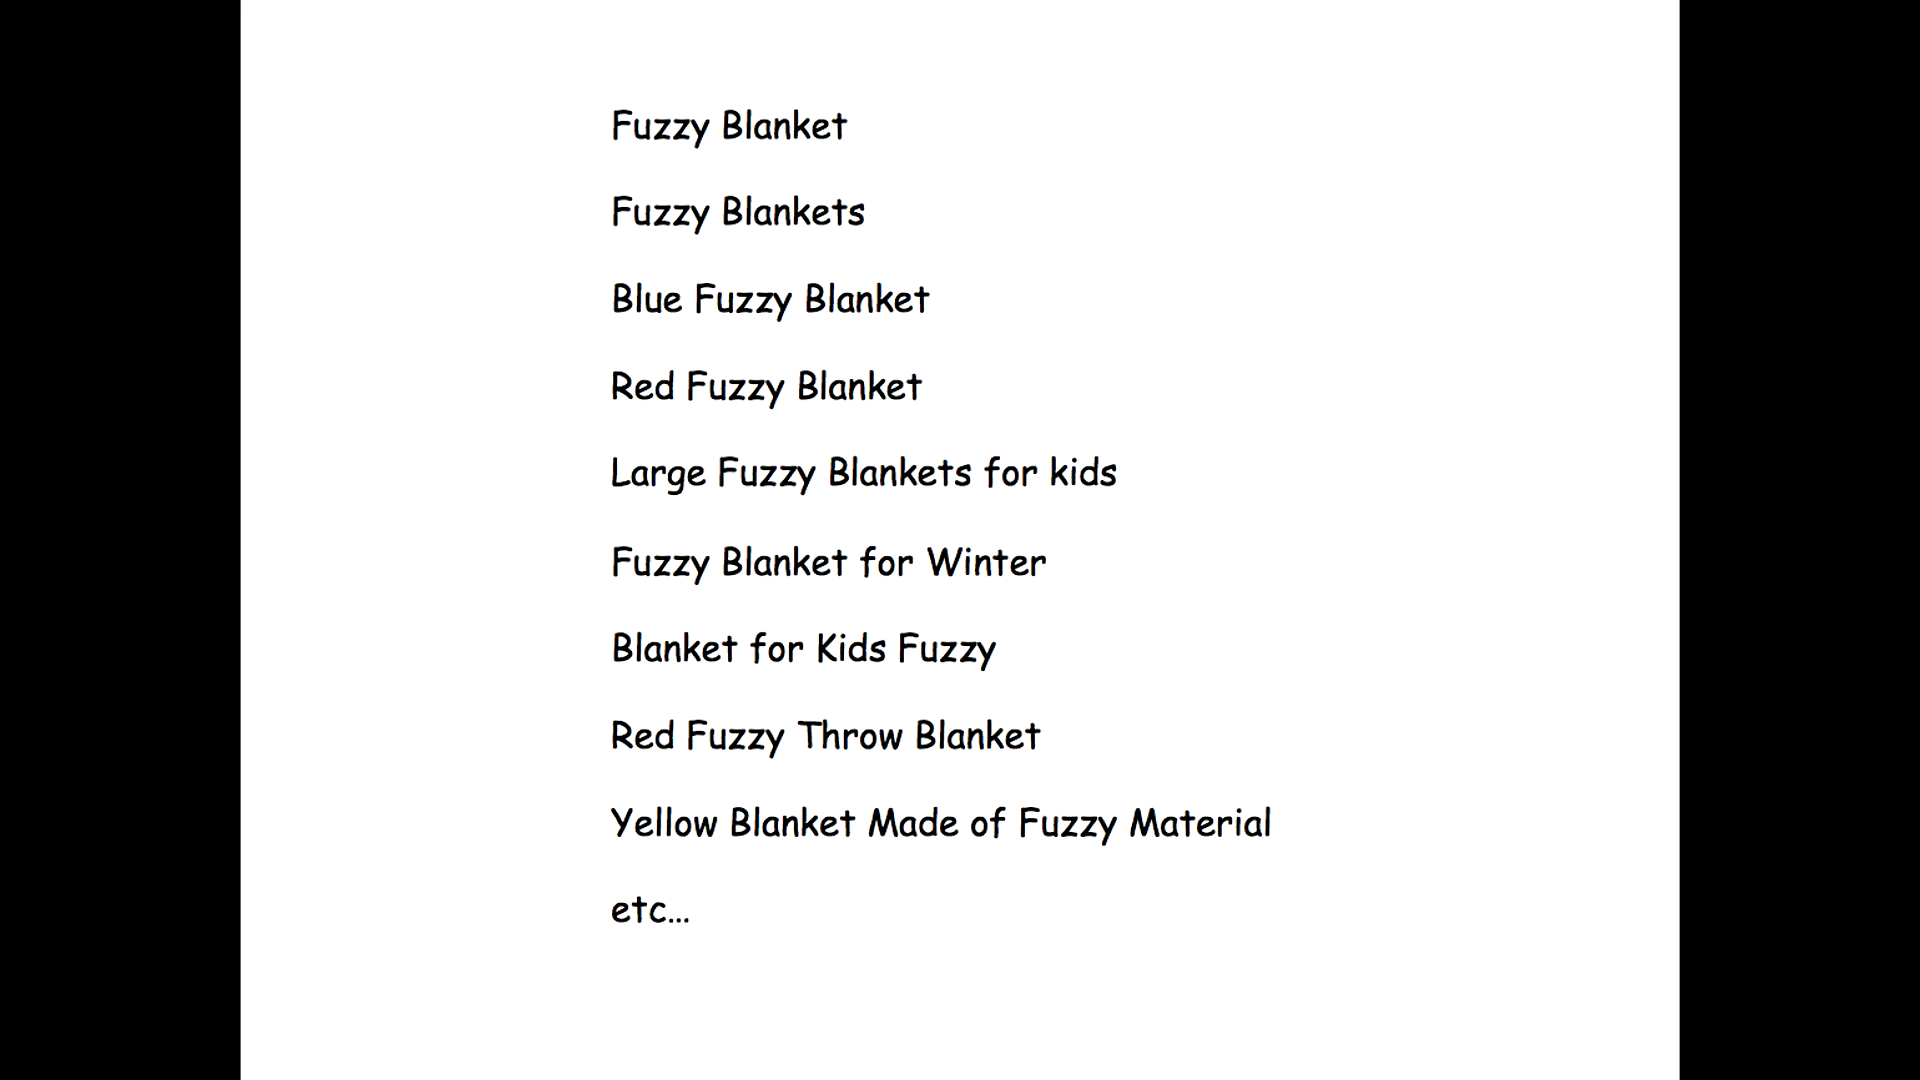 Fuzzy Blanket
Fuzzy Blankets
Blue Fuzzy Blanket
Red Fuzzy Blanket
Large Fuzzy Blankets for kids
Fuzzy Blanket for Winter
Blanket for Kids Fuzzy
Red Fuzzy Throw Blanket
Yellow Blanket Made of Fuzzy Material
etc...